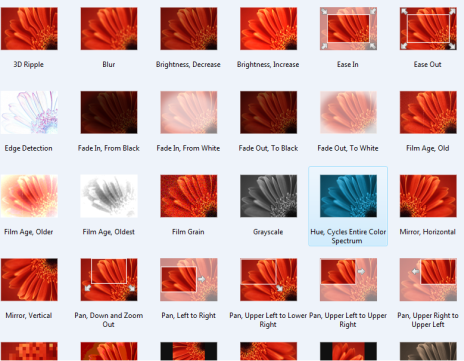 3D Ripple
Blur
Brightness, Decrease
Brightness, Increase
Ease In
Ease Out
Edge Detection
Fade In, From Black
Fade In, From White
Fade Out, To Black
Fade Out, To White
Film Age, Old
Film Age, Older
Film Age, Oldest
Film Grain
Grayscale
Hue, Cycles Entire Color
Spectrum
Mirror, Horizontal
Mirror, Vertical
Pan, Down and Zoom
Out
Pan, Left to Right
Pan, Upper Left to Lower
Right
Pan, Upper Left to Upper
Right
Pan, Upper Right to
Upper Left